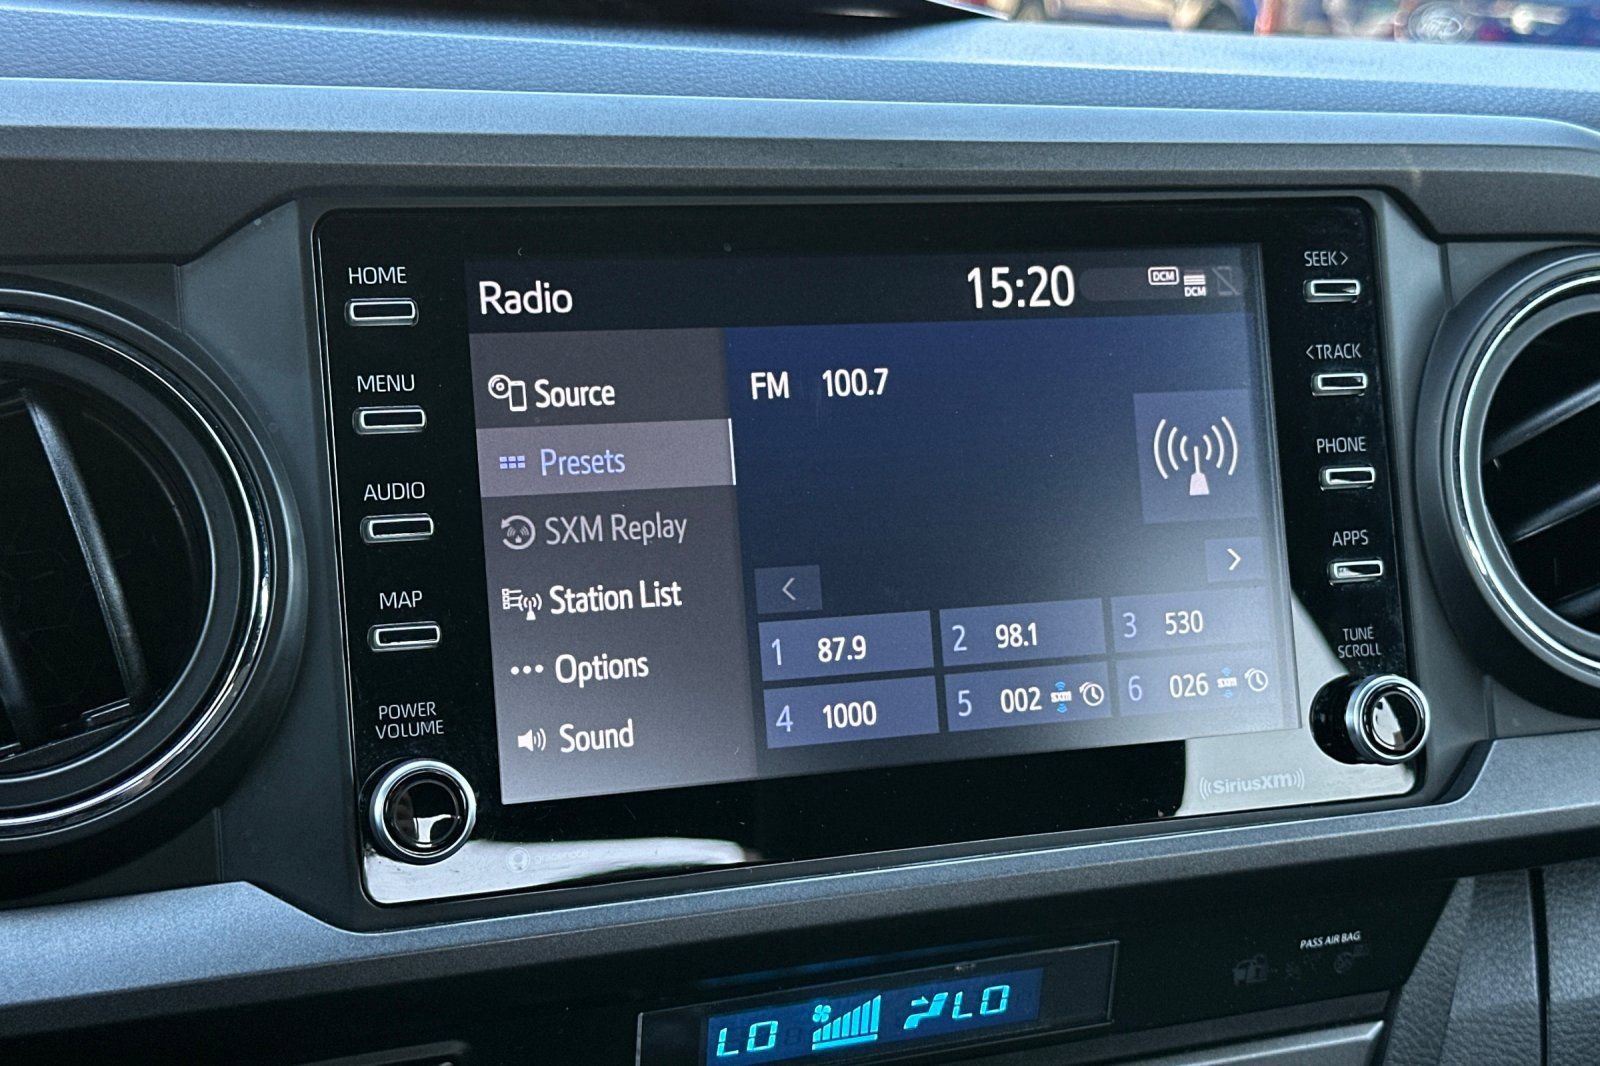 HOME
MENU
AUDIO
MAP
POWER
VOLUME
Radio
15:20
DCM
DCM
Source
Presets
SXM Replay
Station List
Options
Sound
FM 100.7
<
>
1 87.9
2 98.1
3 530
4 1000
5 002 SXM
6 026 SXM
SEEK>
<TRACK
PHONE
APPS
TUNE
SCROLL
((SiriusXM))
PASS AIR BAG
LO
LO